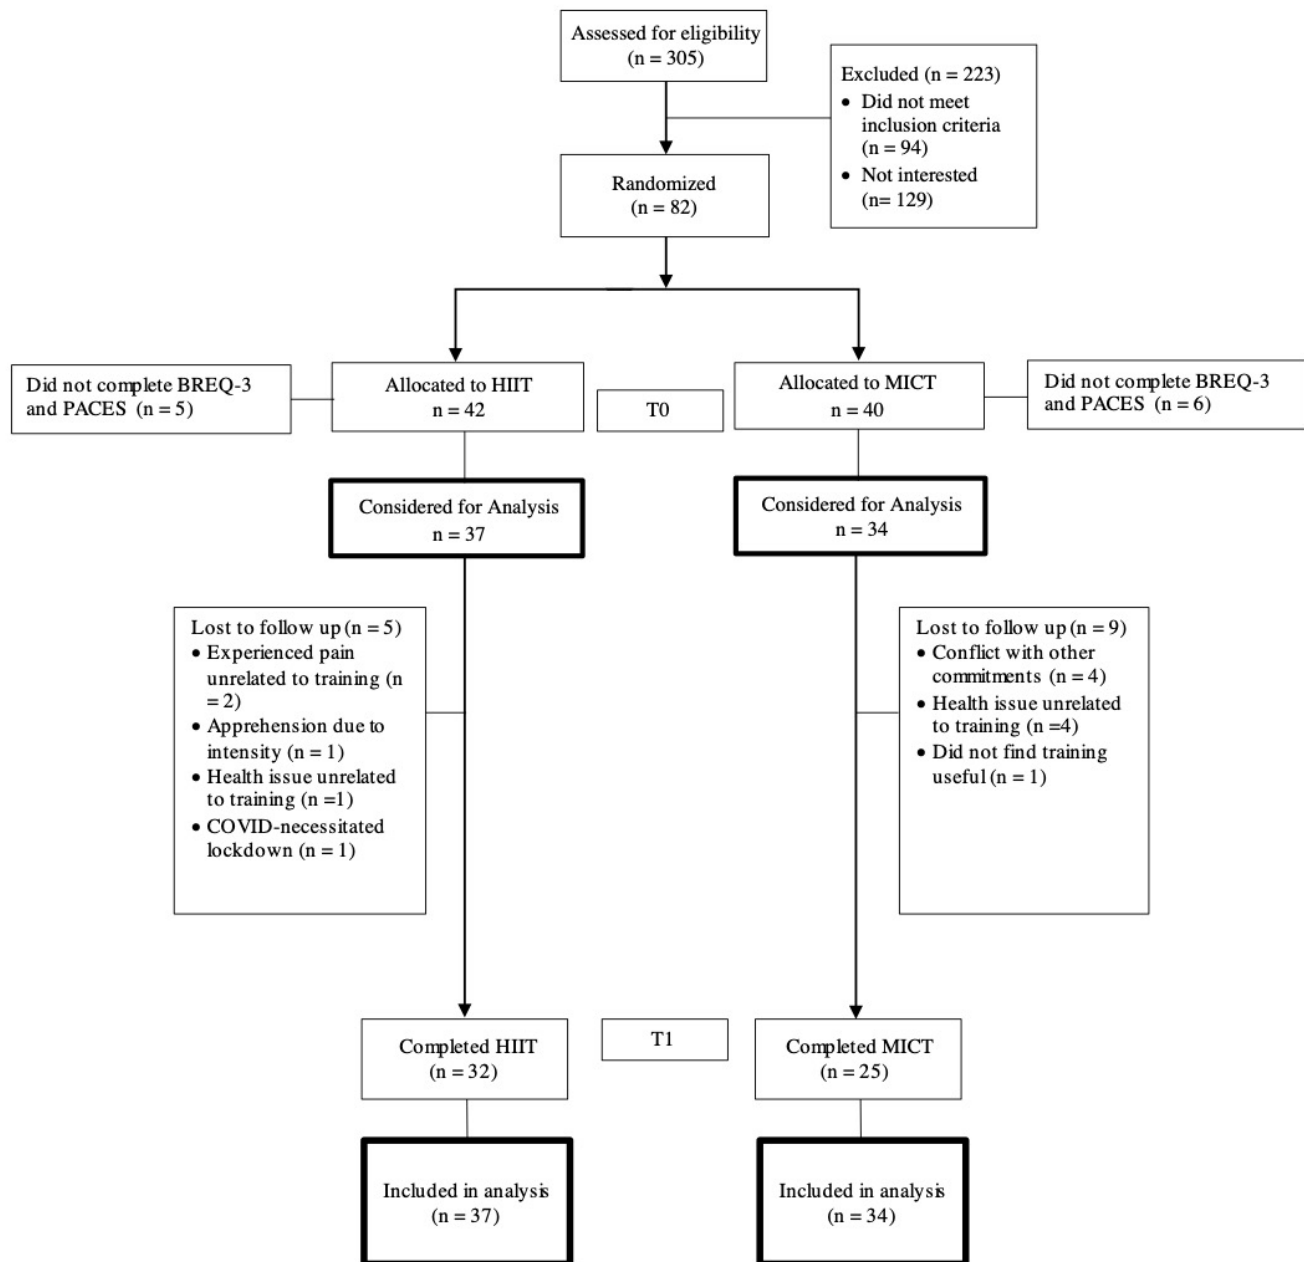 Assessed for eligibility
(n = 305)
Excluded (n = 223)
• Did not meet
inclusion criteria
(n = 94)
• Not interested
(n= 129)
Randomized
(n = 82)
Did not complete BREQ-3
and PACES (n = 5)
Allocated to HIIT
n = 42
T0
Allocated to MICT
n = 40
Did not complete BREQ-3
and PACES (n = 6)
Considered for Analysis
n = 37
Considered for Analysis
n = 34
Lost to follow up (n = 5)
• Experienced pain
unrelated to training (n
= 2)
• Apprehension due to
intensity (n = 1)
• Health issue unrelated
to training (n =1)
• COVID-necessitated
lockdown (n = 1)
Lost to follow up (n = 9)
• Conflict with other
commitments (n = 4)
• Health issue unrelated
to training (n =4)
• Did not find training
useful (n = 1)
Completed HIIT
(n = 32)
T1
Completed MICT
(n = 25)
Included in analysis
(n = 37)
Included in analysis
(n = 34)